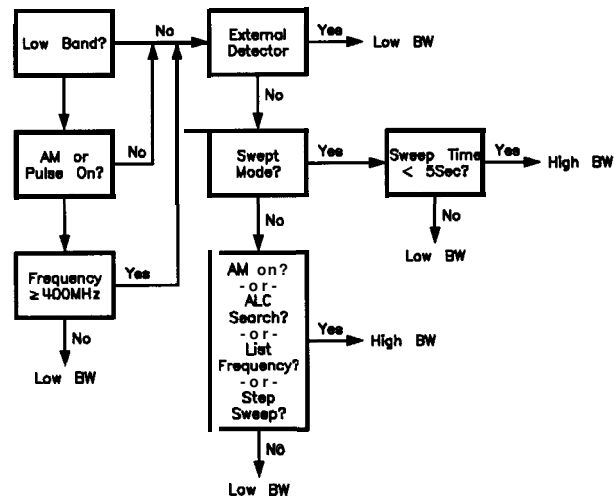 Low Band?
No
External
Detector
Yes
Low BW
No
AM or
Pulse On?
No
Swept
Mode?
Yes
Sweep Time
< 5Sec?
Yes
High BW
No
No
Low BW
Frequency
≥400MHz
Yes
No
Low BW
AM on?
-or-
ALC
Search?
-or-
List
Frequency?
-or-
Step
Sweep?
Yes
High BW
No
Low BW